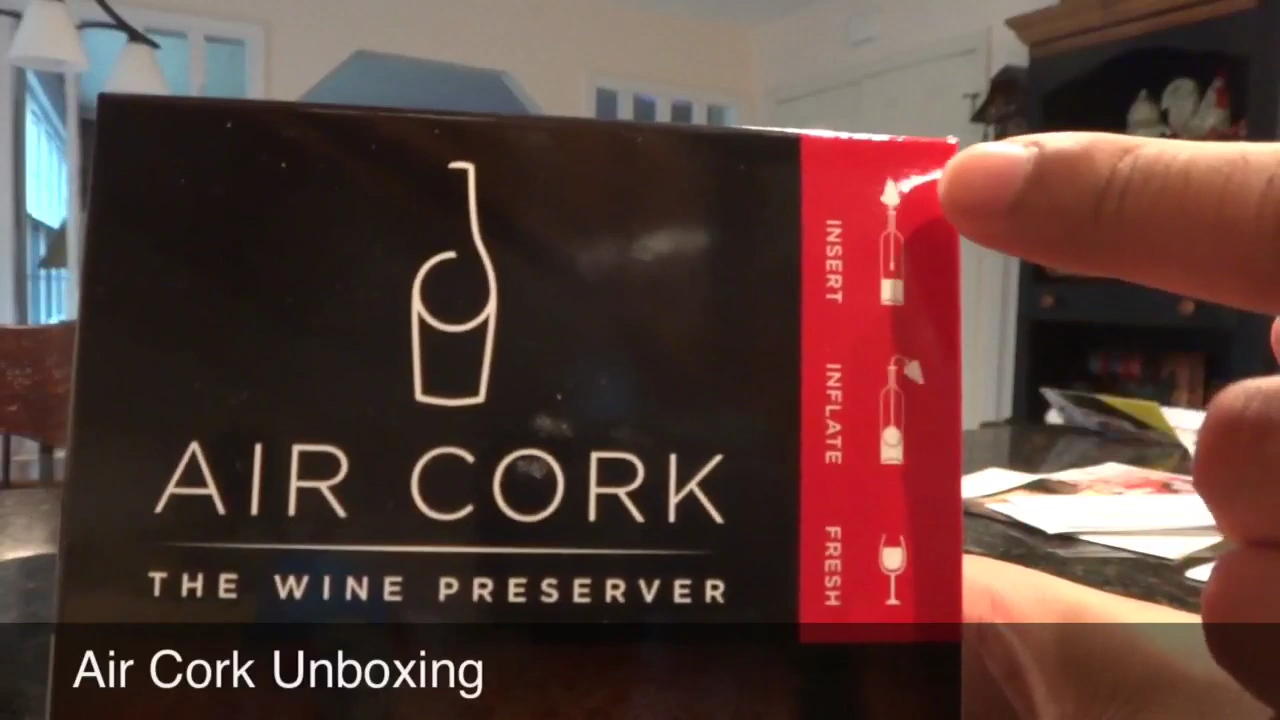 AIR CORK
THE WINE PRESERVER
INSERT
INFLATE
FRESH
Air Cork Unboxing